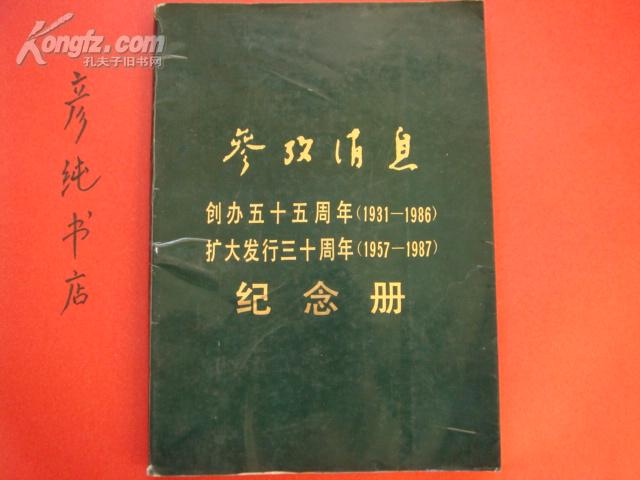 Kongfz.com
孔夫子旧书网
彦纯书店
参考消息
创办五十五周年(1931—1986)
扩大发行三十周年(1957—1987)
纪念册